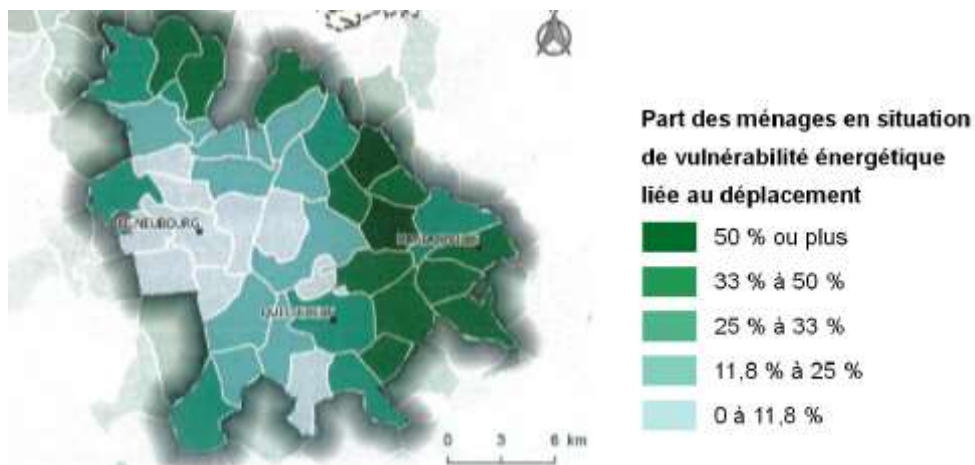 LE NEUBOURG
QUITTEBEUF
0 3 6 km
Part des ménages en situation
de vulnérabilité énergétique
liée au déplacement
50 % ou plus
33 % à 50 %
25 % à 33 %
11,8 % à 25 %
0 à 11,8 %